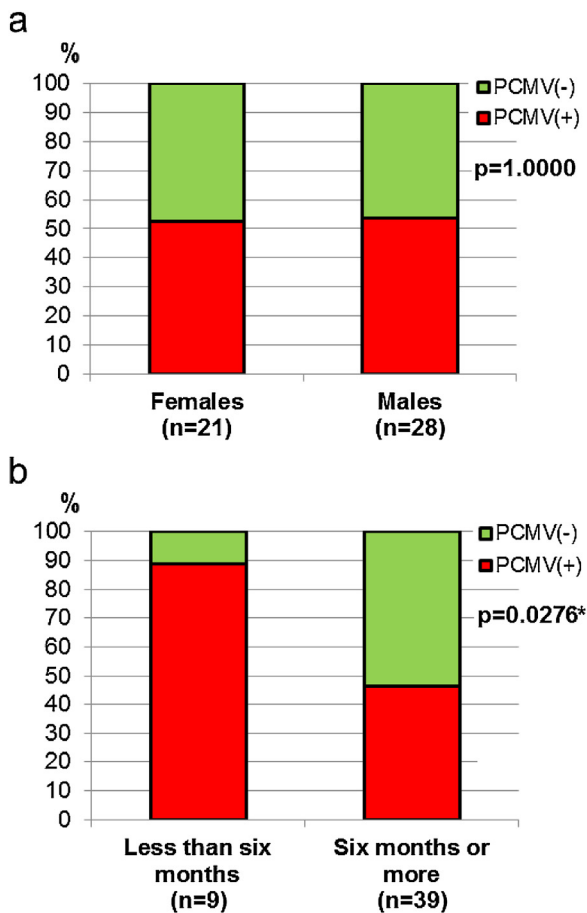 a
%
100
90
80
70
60
50
40
30
20
10
0
PCMV(-)
PCMV(+)
p=1.0000
Females
(n=21)
Males
(n=28)
b
%
100
90
80
70
60
50
40
30
20
10
0
PCMV(-)
PCMV(+)
p=0.0276*
Less than six
months
(n=9)
Six months or
more
(n=39)